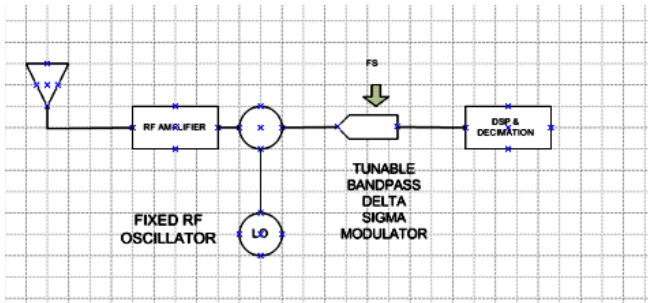 FS
RF AMPLIFIER
DSP &
DECIMATION
TUNABLE
BANDPASS
DELTA
SIGMA
MODULATOR
FIXED RF
OSCILLATOR
LO